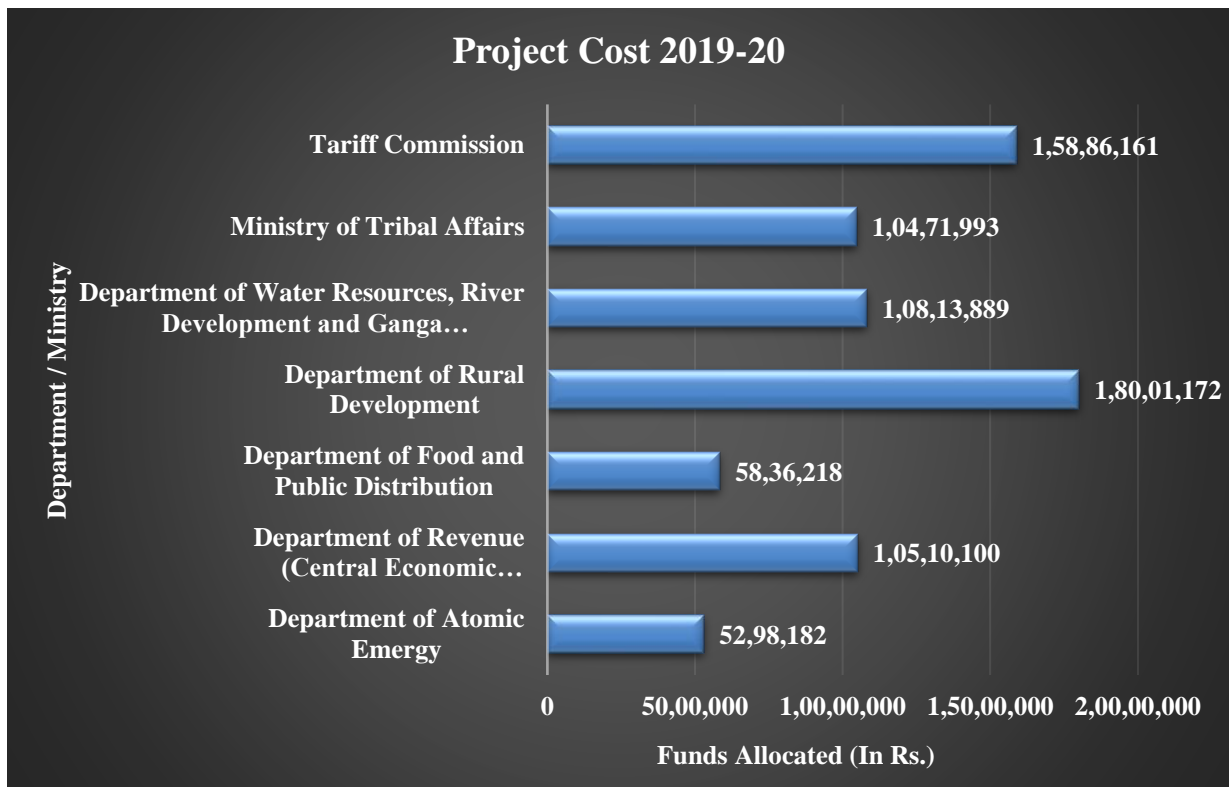 Project Cost 2019-20
Department / Ministry
Tariff Commission
1,58,86,161
Ministry of Tribal Affairs
1,04,71,993
Department of Water Resources, River
Development and Ganga…
1,08,13,889
Department of Rural
Development
1,80,01,172
Department of Food and
Public Distribution
58,36,218
Department of Revenue
(Central Economic…
1,05,10,100
Department of Atomic
Emergy
52,98,182
0 50,00,000 1,00,00,000 1,50,00,000 2,00,00,000
Funds Allocated (In Rs.)